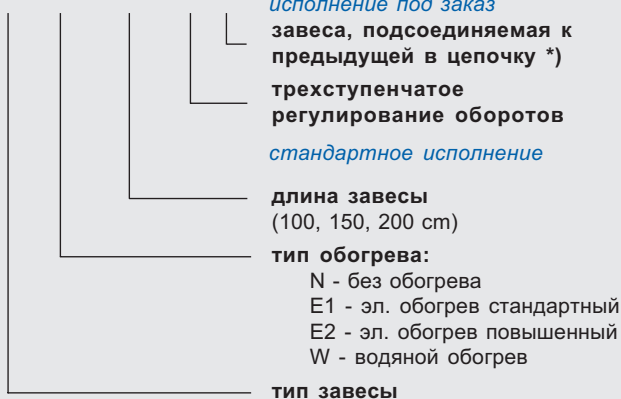 исполнение под заказ
завеса, подсоединяемая к
предыдущей в цепочку *)
трехступенчатое
регулирование оборотов
стандартное исполнение
длина завесы
(100, 150, 200 cm)
тип обогрева:
N - без обогрева
E1 - эл. обогрев стандартный
E2 - эл. обогрев повышенный
W - водяной обогрев
тип завесы